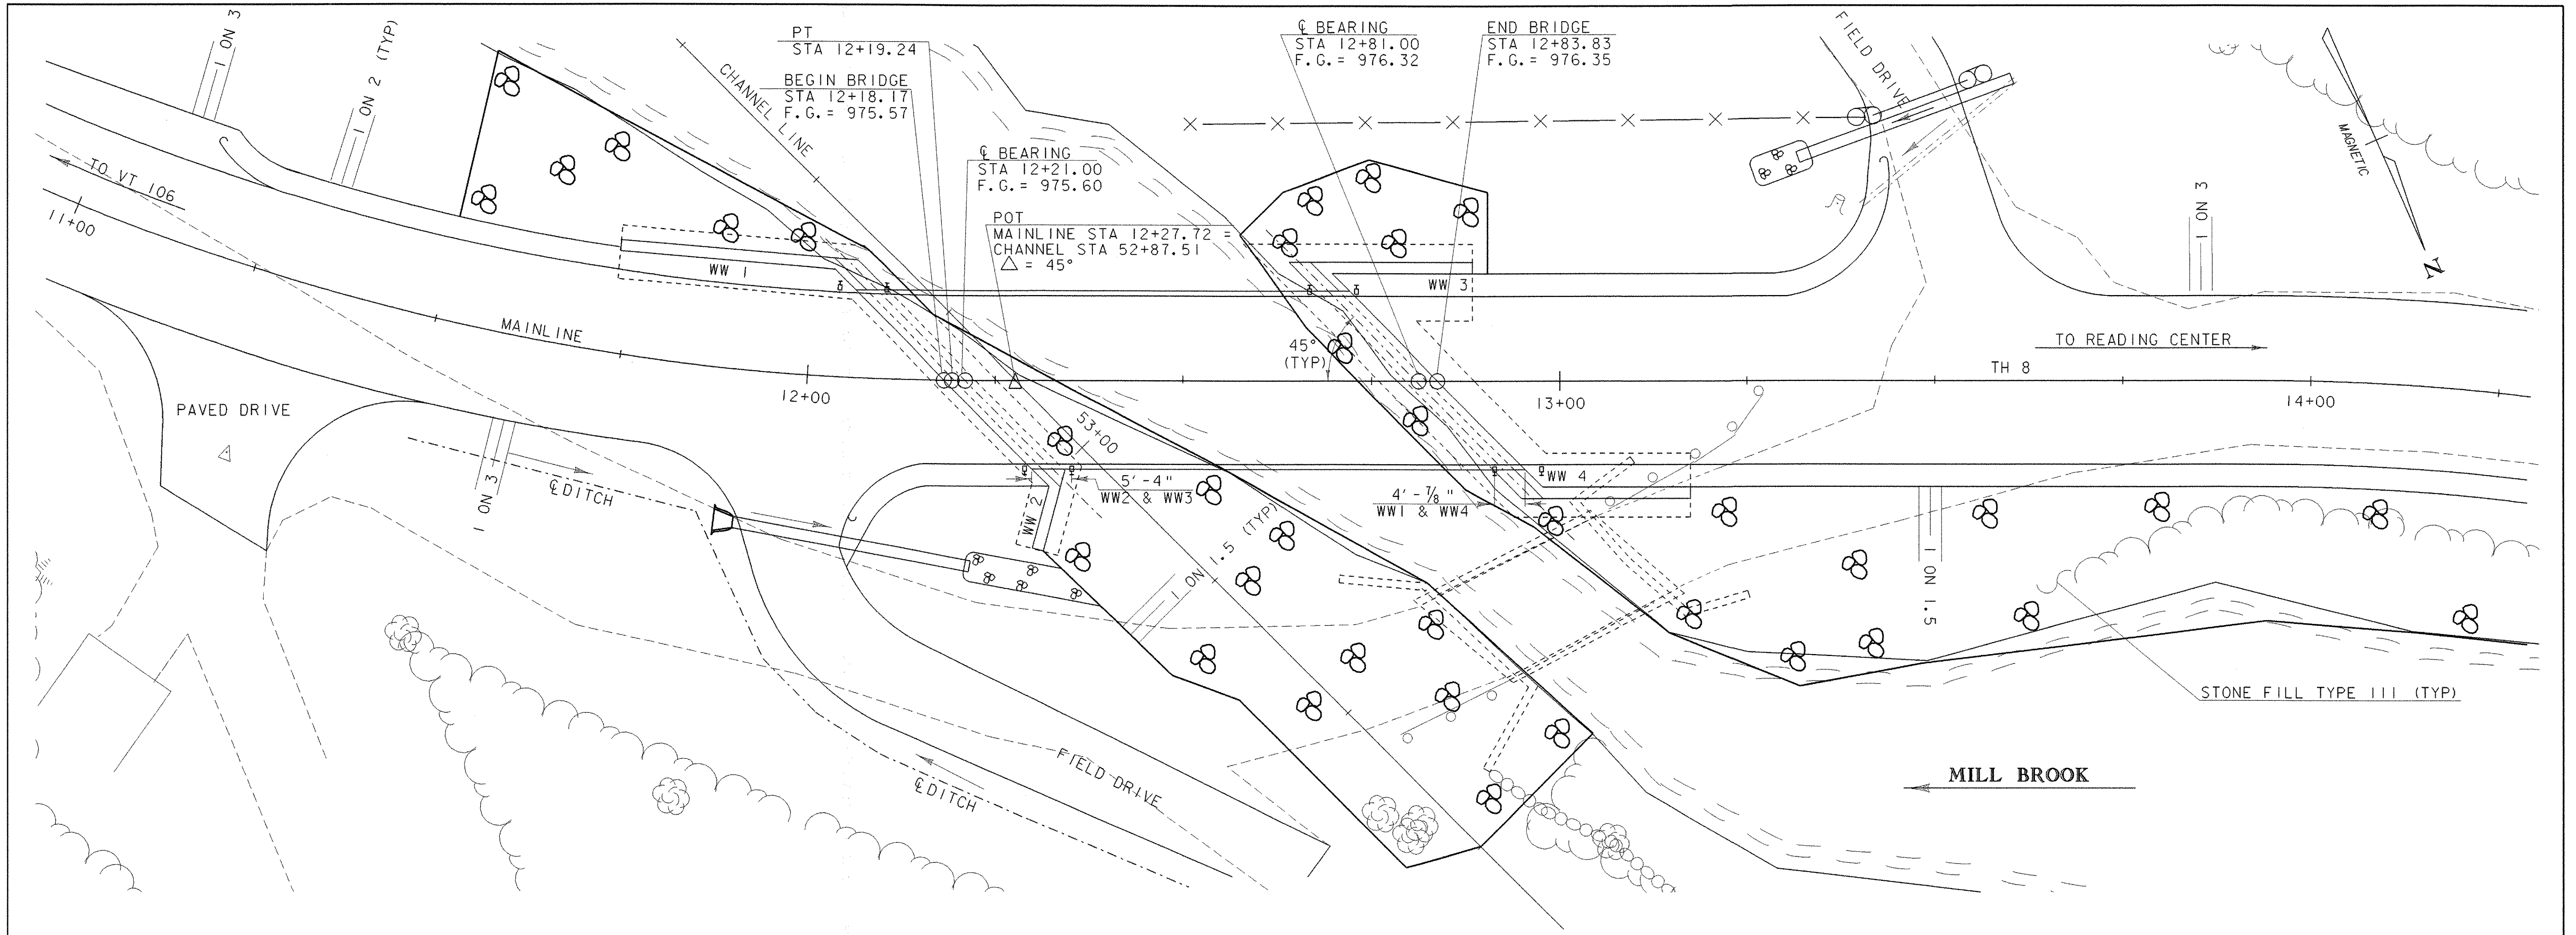 1 ON 3
1 ON 2 (TYP)
PT
STA 12+19.24
BEGIN BRIDGE
STA 12+18.17
F.G.= 975.57
CHANNEL LINE
℄ BEARING
STA 12+21.00
F.G.= 975.60
POT
MAINLINE STA 12+27.72 =
CHANNEL STA 52+87.51
△ = 45°
℄ BEARING
STA 12+81.00
F.G.= 976.32
END BRIDGE
STA 12+83.83
F.G.= 976.35
FIELD DRIVE
MAGNETIC
N
1 ON 3
TO VT 106
11+00
WW 1
WW 3
MAINLINE
45°
(TYP)
TO READING CENTER
TH 8
12+00
13+00
14+00
PAVED DRIVE
53+00
1 ON 3
℄ DITCH
WW 2
5'-4"
WW2 & WW3
4'-⅞"
WW1 & WW4
WW 4
1 ON 1.5 (TYP)
1 ON 1.5
STONE FILL TYPE III (TYP)
FIELD DRIVE
℄ DITCH
MILL BROOK